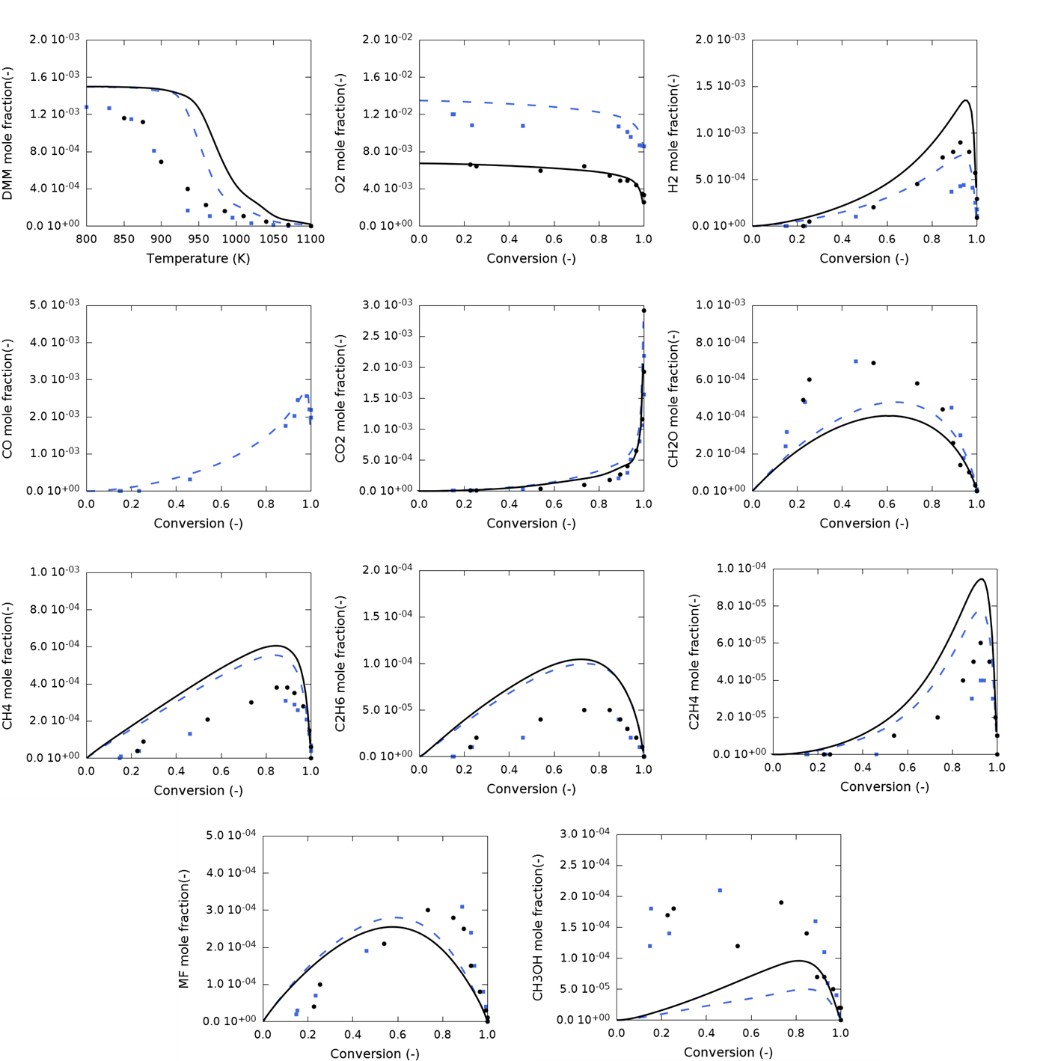 DMM mole fraction(-)
2.0 10-03
1.6 10-03
1.2 10-03
8.0 10-04
4.0 10-04
0.0 10+00
800 850 900 950 1000 1050 1100
Temperature (K)
O2 mole fraction(-)
2.0 10-02
1.6 10-02
1.2 10-02
8.0 10-03
4.0 10-03
0.0 10+00
0.0 0.2 0.4 0.6 0.8 1.0
Conversion (-)
H2 mole fraction(-)
2.0 10-03
1.5 10-03
1.0 10-03
5.0 10-04
0.0 10+00
0.0 0.2 0.4 0.6 0.8 1.0
Conversion (-)
CO mole fraction(-)
5.0 10-03
4.0 10-03
3.0 10-03
2.0 10-03
1.0 10-03
0.0 10+00
0.0 0.2 0.4 0.6 0.8 1.0
Conversion (-)
CO2 mole fraction(-)
3.0 10-03
2.5 10-03
2.0 10-03
1.5 10-03
1.0 10-03
5.0 10-04
0.0 10+00
0.0 0.2 0.4 0.6 0.8 1.0
Conversion (-)
CH2O mole fraction(-)
1.0 10-03
8.0 10-04
6.0 10-04
4.0 10-04
2.0 10-04
0.0 10+00
0.0 0.2 0.4 0.6 0.8 1.0
Conversion (-)
CH4 mole fraction(-)
1.0 10-03
8.0 10-04
6.0 10-04
4.0 10-04
2.0 10-04
0.0 10+00
0.0 0.2 0.4 0.6 0.8 1.0
Conversion (-)
C2H6 mole fraction(-)
2.0 10-04
1.5 10-04
1.0 10-04
5.0 10-05
0.0 10+00
0.0 0.2 0.4 0.6 0.8 1.0
Conversion (-)
C2H4 mole fraction(-)
1.0 10-04
8.0 10-05
6.0 10-05
4.0 10-05
2.0 10-05
0.0 10+00
0.0 0.2 0.4 0.6 0.8 1.0
Conversion (-)
MF mole fraction(-)
5.0 10-04
4.0 10-04
3.0 10-04
2.0 10-04
1.0 10-04
0.0 10+00
0.0 0.2 0.4 0.6 0.8 1.0
Conversion (-)
CH3OH mole fraction(-)
3.0 10-04
2.5 10-04
2.0 10-04
1.5 10-04
1.0 10-04
5.0 10-05
0.0 10+00
0.0 0.2 0.4 0.6 0.8 1.0
Conversion (-)